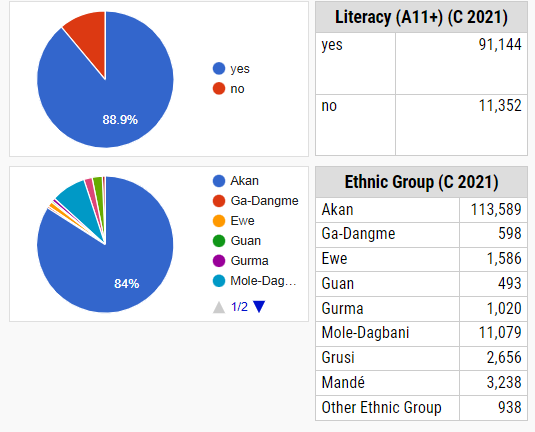 yes
no
88.9%
Literacy (A11+) (C 2021)
yes 91,144
no 11,352
Akan
Ga-Dangme
Ewe
Guan
Gurma
Mole-Dag...
84%
1/2
Ethnic Group (C 2021)
Akan 113,589
Ga-Dangme 598
Ewe 1,586
Guan 493
Gurma 1,020
Mole-Dagbani 11,079
Grusi 2,656
Mandé 3,238
Other Ethnic Group 938